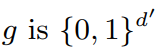 g is {0, 1}^{d′}